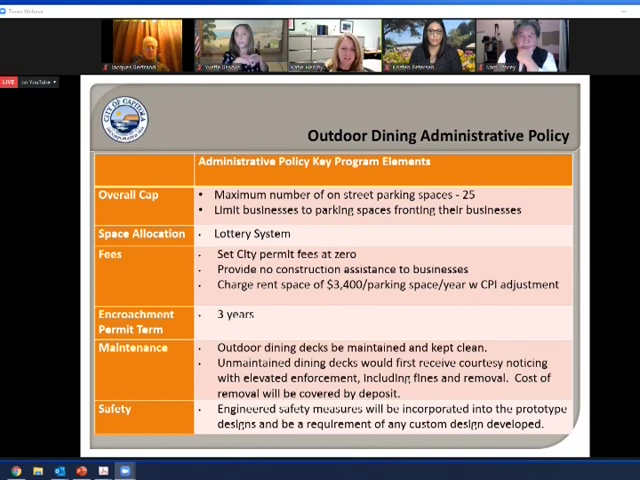 Zoom Webinar
Jacques Bertrand
Yvette Brooks
Katie Herlihy
Kristen Petersen
Sam Storey
LIVE on YouTube
CITY OF CAPITOLA
INCORPORATED
Outdoor Dining Administrative Policy
Administrative Policy Key Program Elements
Overall Cap
• Maximum number of on street parking spaces - 25
• Limit businesses to parking spaces fronting their businesses
Space Allocation
• Lottery System
Fees
• Set City permit fees at zero
• Provide no construction assistance to businesses
• Charge rent space of $3,400/parking space/year w CPI adjustment
Encroachment
Permit Term
• 3 years
Maintenance
• Outdoor dining decks be maintained and kept clean.
• Unmaintained dining decks would first receive courtesy noticing
with elevated enforcement, including fines and removal. Cost of
removal will be covered by deposit.
Safety
• Engineered safety measures will be incorporated into the prototype
designs and be a requirement of any custom design developed.